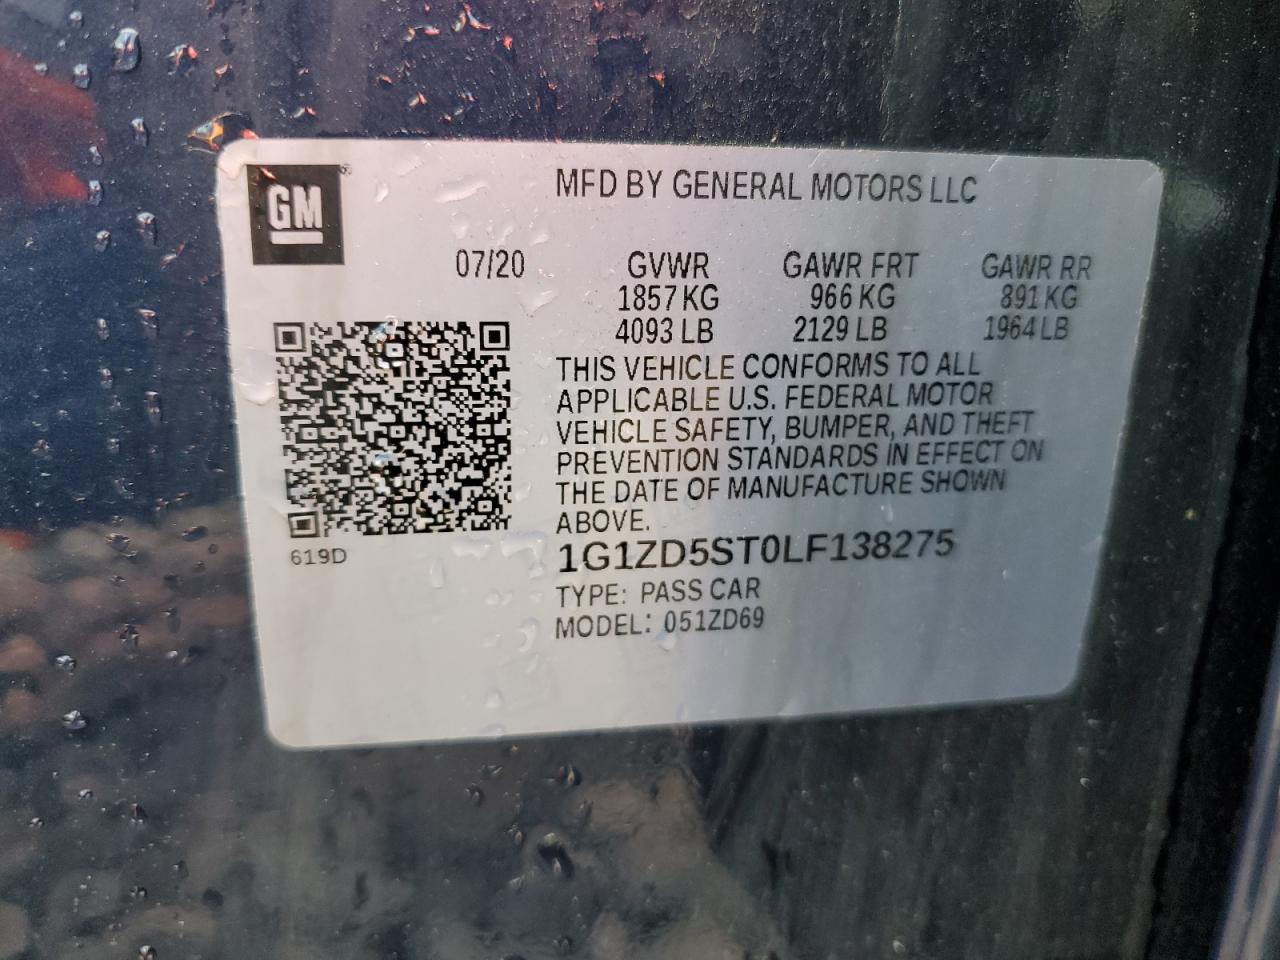 GM®
MFD BY GENERAL MOTORS LLC
07/20 GVWR GAWR FRT GAWR RR
1857 KG 966 KG 891 KG
4093 LB 2129 LB 1964 LB
THIS VEHICLE CONFORMS TO ALL
APPLICABLE U.S. FEDERAL MOTOR
VEHICLE SAFETY, BUMPER, AND THEFT
PREVENTION STANDARDS IN EFFECT ON
THE DATE OF MANUFACTURE SHOWN
ABOVE.
619D
1G1ZD5ST0LF138275
TYPE: PASS CAR
MODEL: 051ZD69